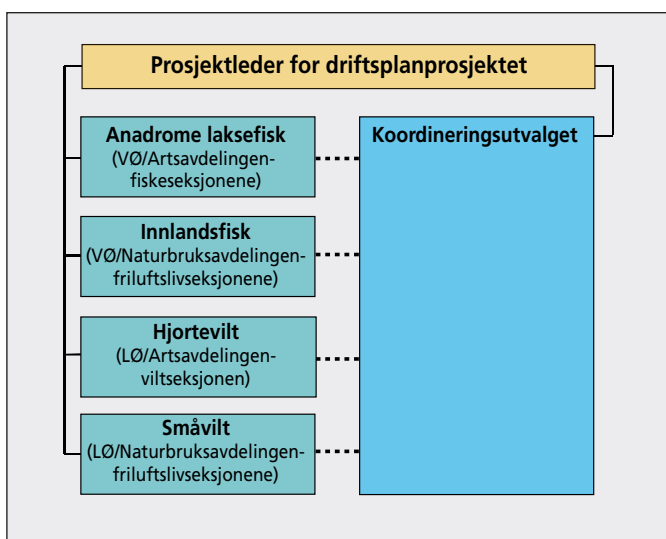 Prosjektleder for driftsplanprosjektet
Anadrome laksefisk
(VØ/Artsavdelingen-
fiskeseksjonene)
Koordineringsutvalget
Innlandsfisk
(VØ/Naturbruksavdelingen-
friluftslivseksjonene)
Hjortevilt
(LØ/Artsavdelingen-
viltseksjonen)
Småvilt
(LØ/Naturbruksavdelingen-
friluftslivseksjonene)